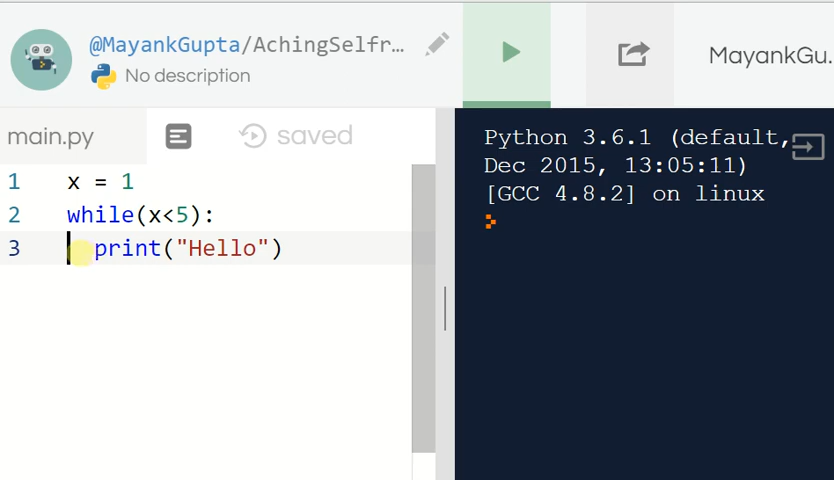 @MayankGupta/AchingSelfr...
No description
MayankGu.
main.py
saved
1 x = 1
2 while(x<5):
3   print("Hello")
Python 3.6.1 (default,
Dec 2015, 13:05:11)
[GCC 4.8.2] on linux